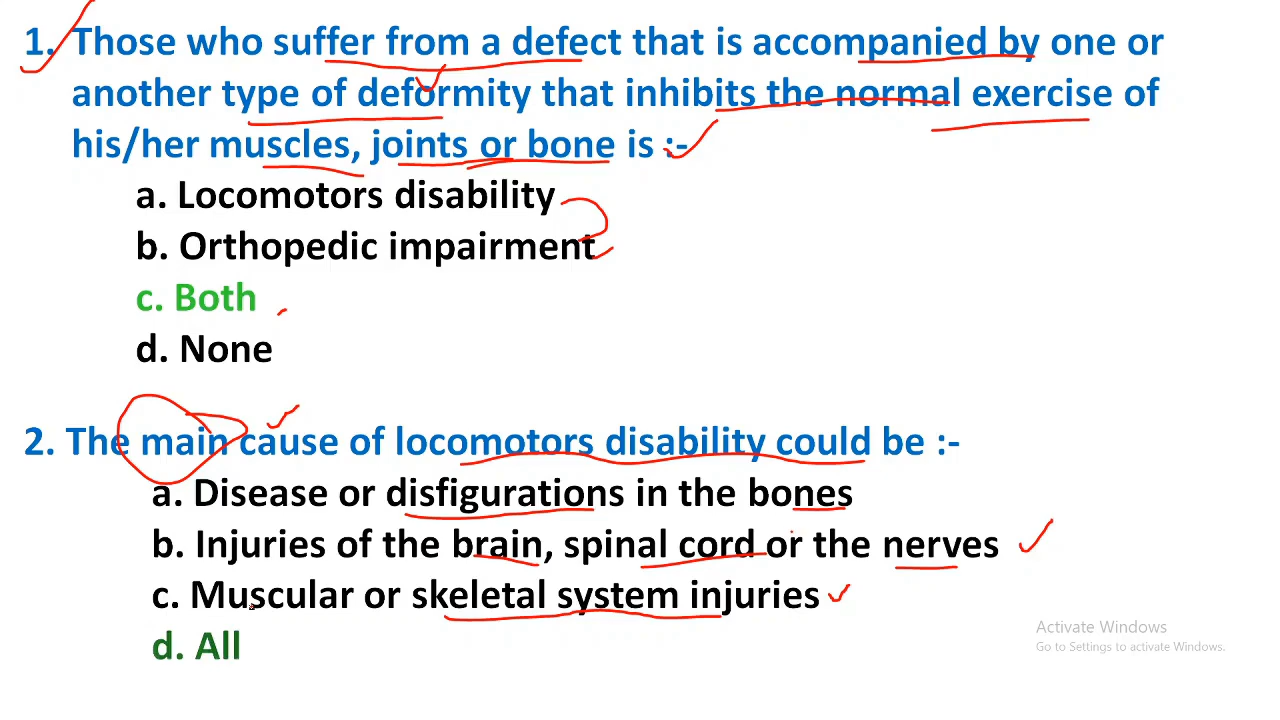 1. Those who suffer from a defect that is accompanied by one or
another type of deformity that inhibits the normal exercise of
his/her muscles, joints or bone is :-
a. Locomotors disability
b. Orthopedic impairment
c. Both
d. None
2. The main cause of locomotors disability could be :-
a. Disease or disfigurations in the bones
b. Injuries of the brain, spinal cord or the nerves
c. Muscular or skeletal system injuries
d. All
Activate Windows
Go to Settings to activate Windows.